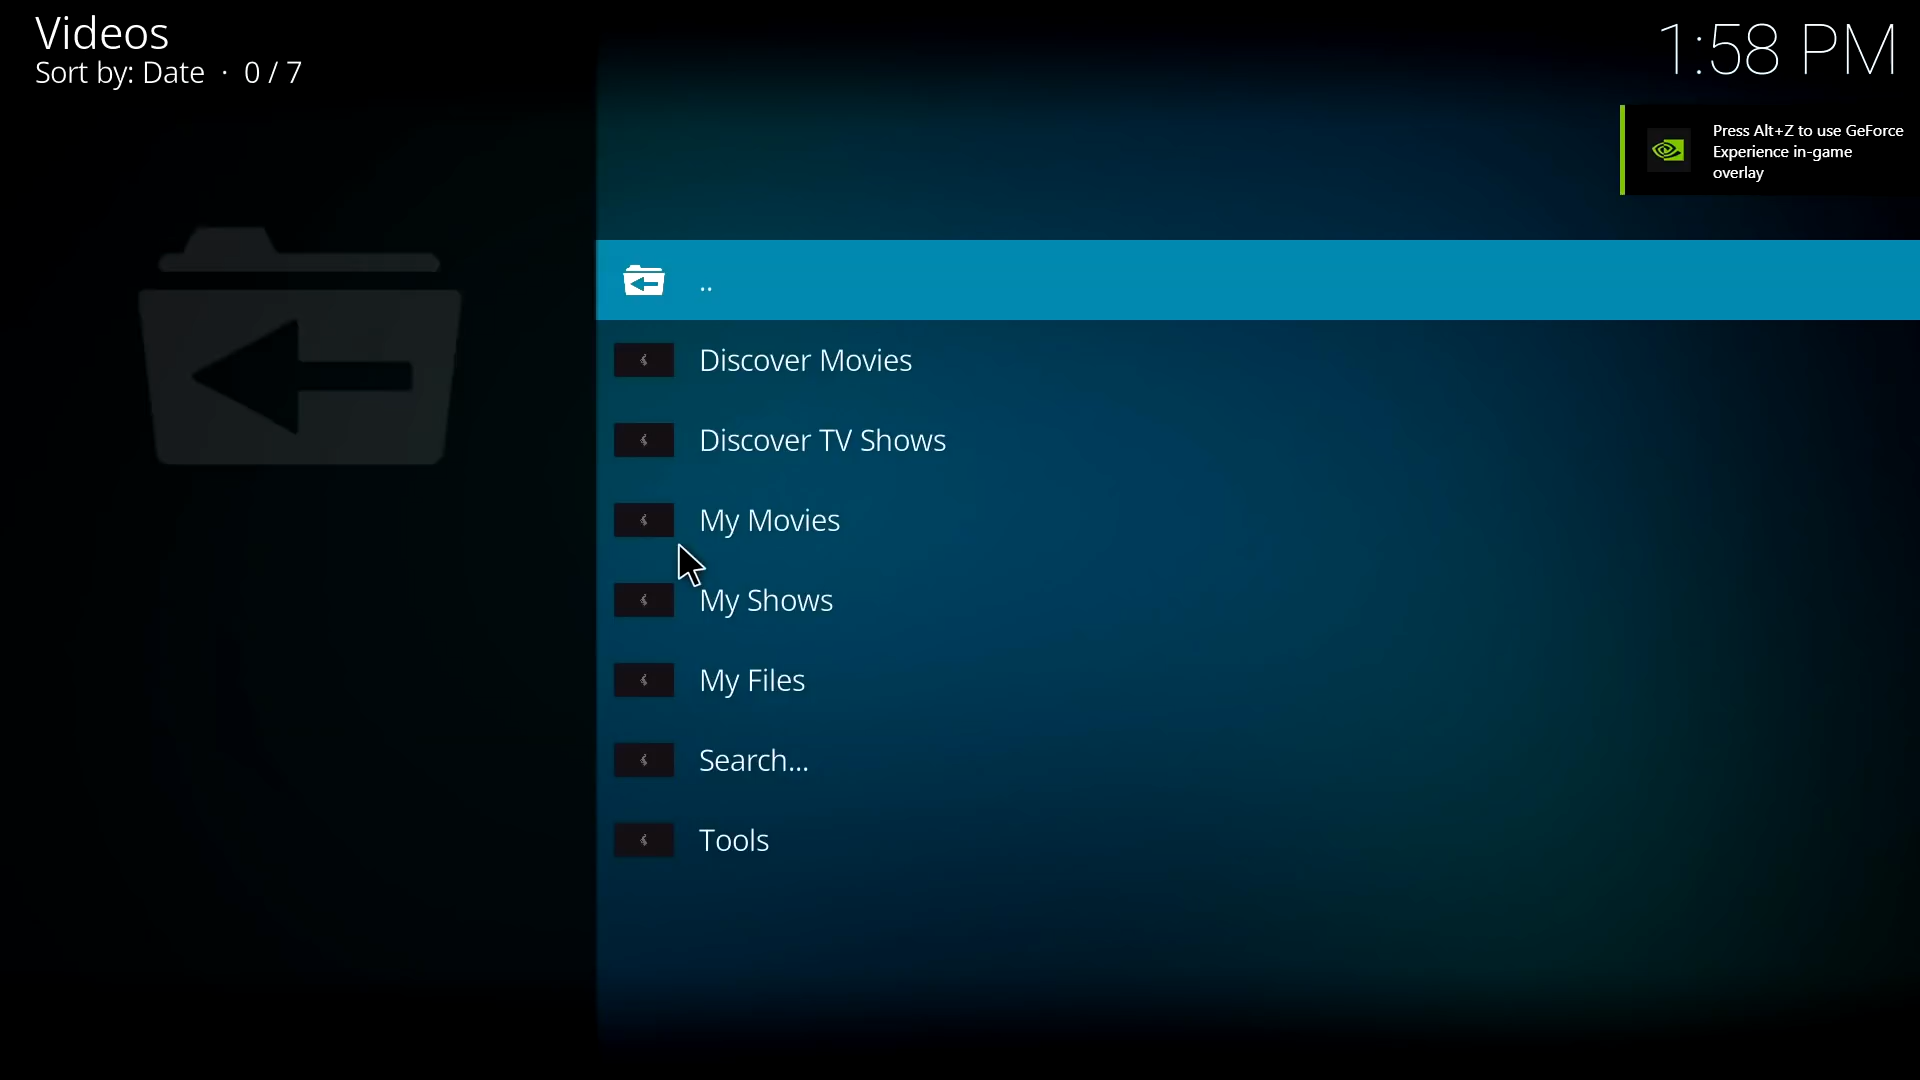 Videos
Sort by: Date · 0 / 7
1:58 PM
Press Alt+Z to use GeForce
Experience in-game
overlay
..
Discover Movies
Discover TV Shows
My Movies
My Shows
My Files
Search...
Tools